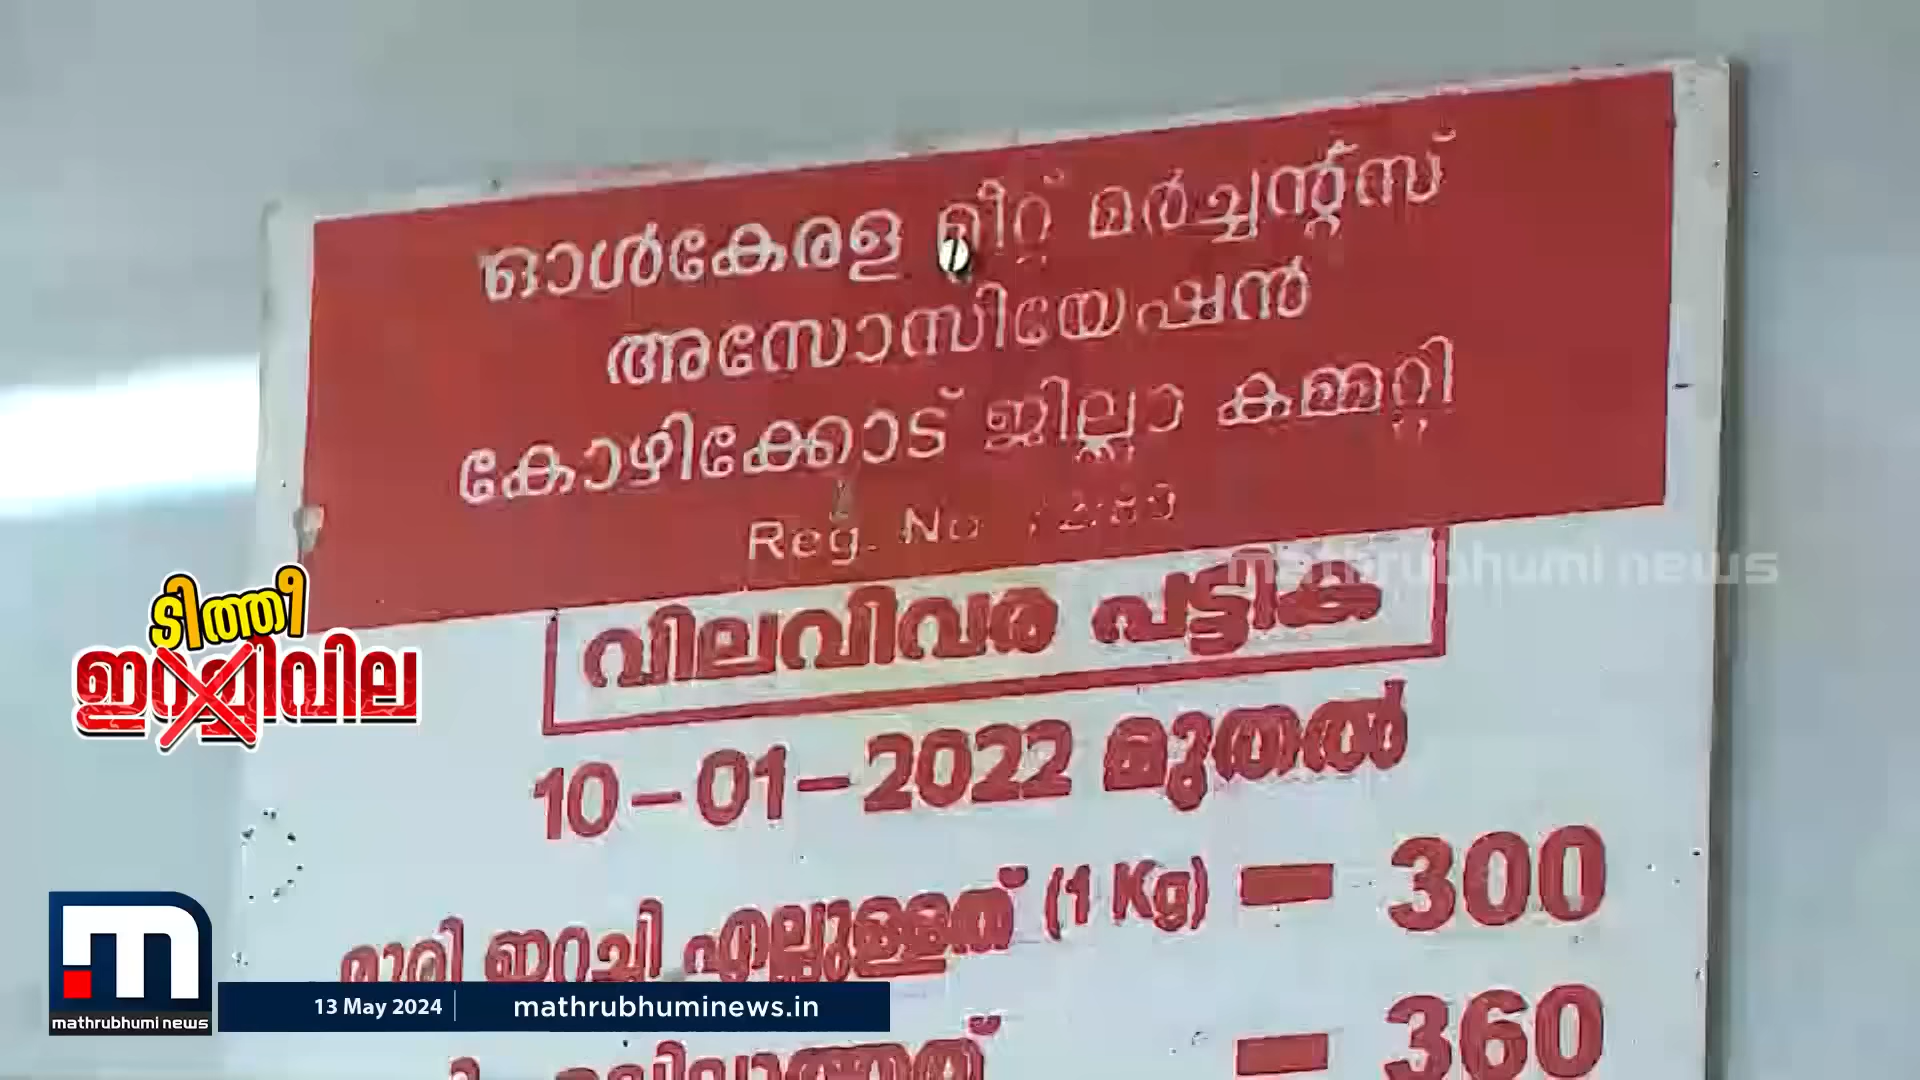 ഓൾകേരള മീറ്റ് മർച്ചന്റ്സ്
അസോസിയേഷൻ
കോഴിക്കോട് ജില്ലാ കമ്മറ്റി
Reg. No
വിലവിവര പട്ടിക
10-01-2022 മുതൽ
മൂരി ഇറച്ചി എല്ലുള്ളത് (1 Kg) - 300
- 360
mathrubhumi news
ടിത്തീ
ഇറച്ചിവില
mathrubhumi news
13 May 2024
mathrubhuminews.in